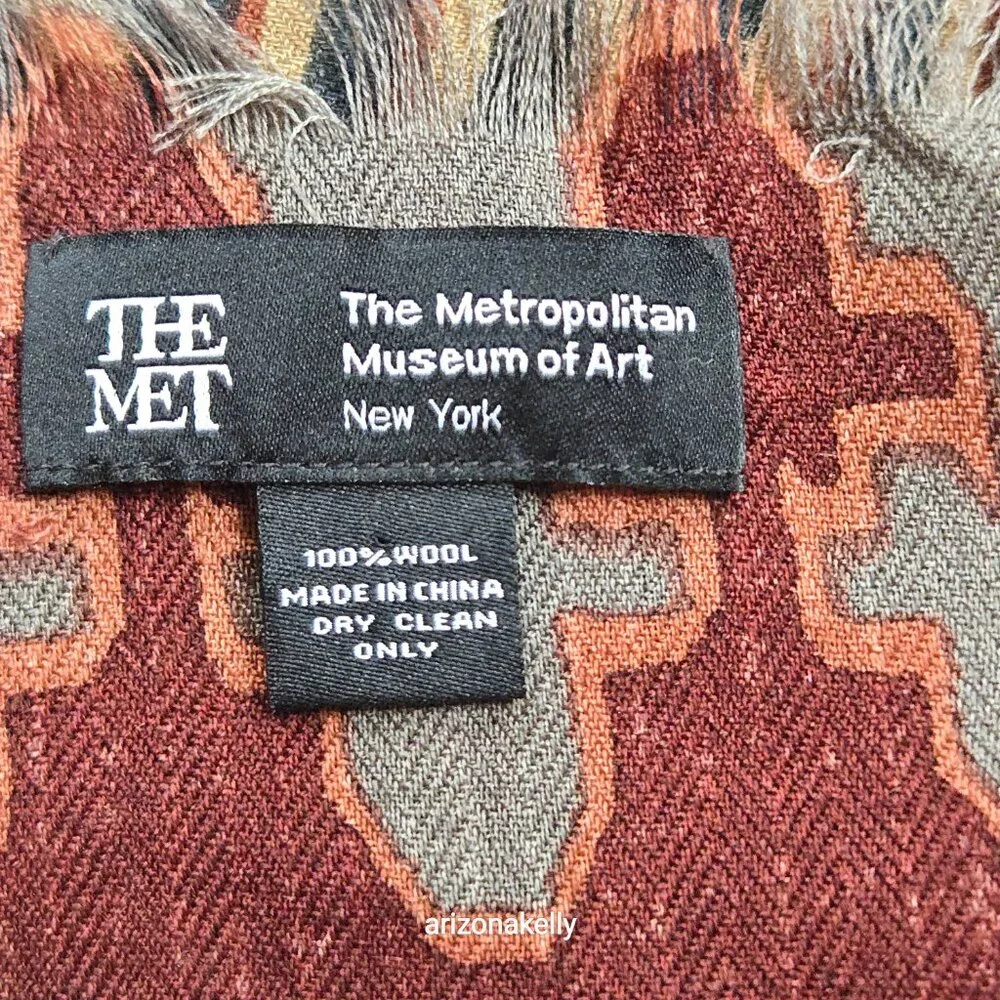 THE
MET
The Metropolitan
Museum of Art
New York
100% WOOL
MADE IN CHINA
DRY CLEAN
ONLY
arizonakelly